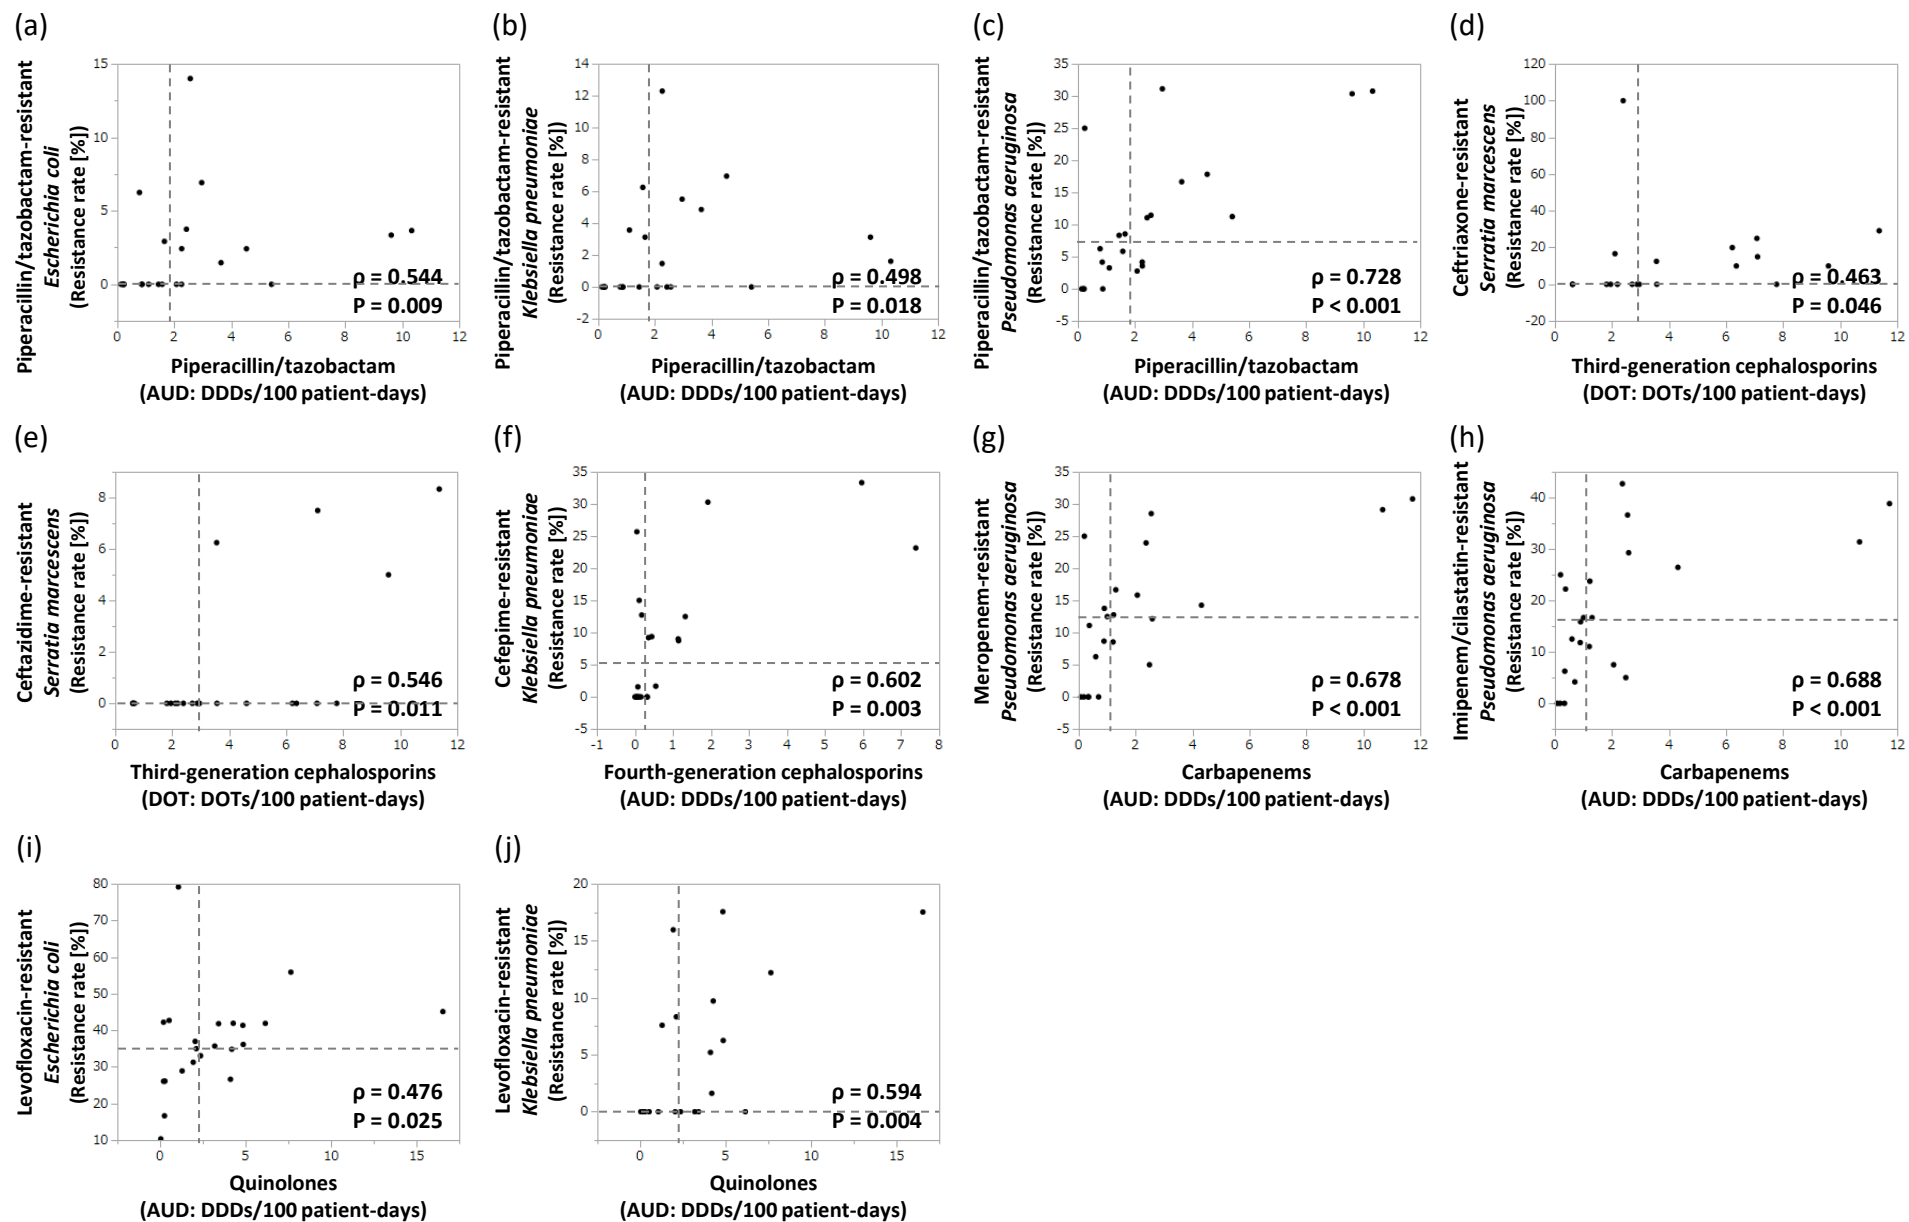 (a)
Piperacillin/tazobactam-resistant
Escherichia coli
(Resistance rate [%])
15
10
5
0
0
2
4
6
8
10
12
ρ = 0.544
P = 0.009
Piperacillin/tazobactam
(AUD: DDDs/100 patient-days)
(b)
Piperacillin/tazobactam-resistant
Klebsiella pneumoniae
(Resistance rate [%])
14
12
10
8
6
4
2
0
-2
0
2
4
6
8
10
12
ρ = 0.498
P = 0.018
Piperacillin/tazobactam
(AUD: DDDs/100 patient-days)
(c)
Piperacillin/tazobactam-resistant
Pseudomonas aeruginosa
(Resistance rate [%])
35
30
25
20
15
10
5
0
-5
0
2
4
6
8
10
12
ρ = 0.728
P < 0.001
Piperacillin/tazobactam
(AUD: DDDs/100 patient-days)
(d)
Ceftriaxone-resistant
Serratia marcescens
(Resistance rate [%])
120
100
80
60
40
20
0
-20
0
2
4
6
8
10
12
ρ = 0.463
P = 0.046
Third-generation cephalosporins
(DOT: DOTs/100 patient-days)
(e)
Ceftazidime-resistant
Serratia marcescens
(Resistance rate [%])
8
6
4
2
0
0
2
4
6
8
10
12
ρ = 0.546
P = 0.011
Third-generation cephalosporins
(DOT: DOTs/100 patient-days)
(f)
Cefepime-resistant
Klebsiella pneumoniae
(Resistance rate [%])
35
30
25
20
15
10
5
0
-5
-1
0
1
2
3
4
5
6
7
8
ρ = 0.602
P = 0.003
Fourth-generation cephalosporins
(AUD: DDDs/100 patient-days)
(g)
Meropenem-resistant
Pseudomonas aeruginosa
(Resistance rate [%])
35
30
25
20
15
10
5
0
-5
0
2
4
6
8
10
12
ρ = 0.678
P < 0.001
Carbapenems
(AUD: DDDs/100 patient-days)
(h)
Imipenem/cilastatin-resistant
Pseudomonas aeruginosa
(Resistance rate [%])
40
30
20
10
0
0
2
4
6
8
10
12
ρ = 0.688
P < 0.001
Carbapenems
(AUD: DDDs/100 patient-days)
(i)
Levofloxacin-resistant
Escherichia coli
(Resistance rate [%])
80
70
60
50
40
30
20
10
0
5
10
15
ρ = 0.476
P = 0.025
Quinolones
(AUD: DDDs/100 patient-days)
(j)
Levofloxacin-resistant
Klebsiella pneumoniae
(Resistance rate [%])
20
15
10
5
0
0
5
10
15
ρ = 0.594
P = 0.004
Quinolones
(AUD: DDDs/100 patient-days)